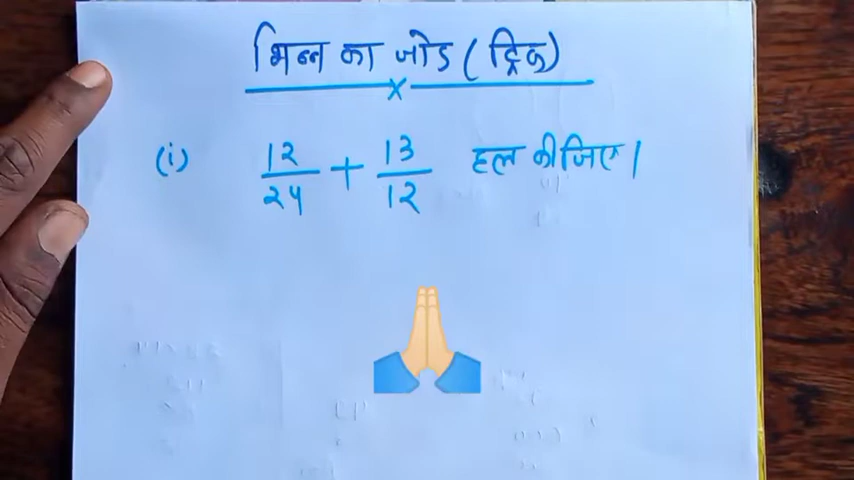 भिन्न का जोड (ट्रिक)
(i) 12/24 + 13/12 हल कीजिए।